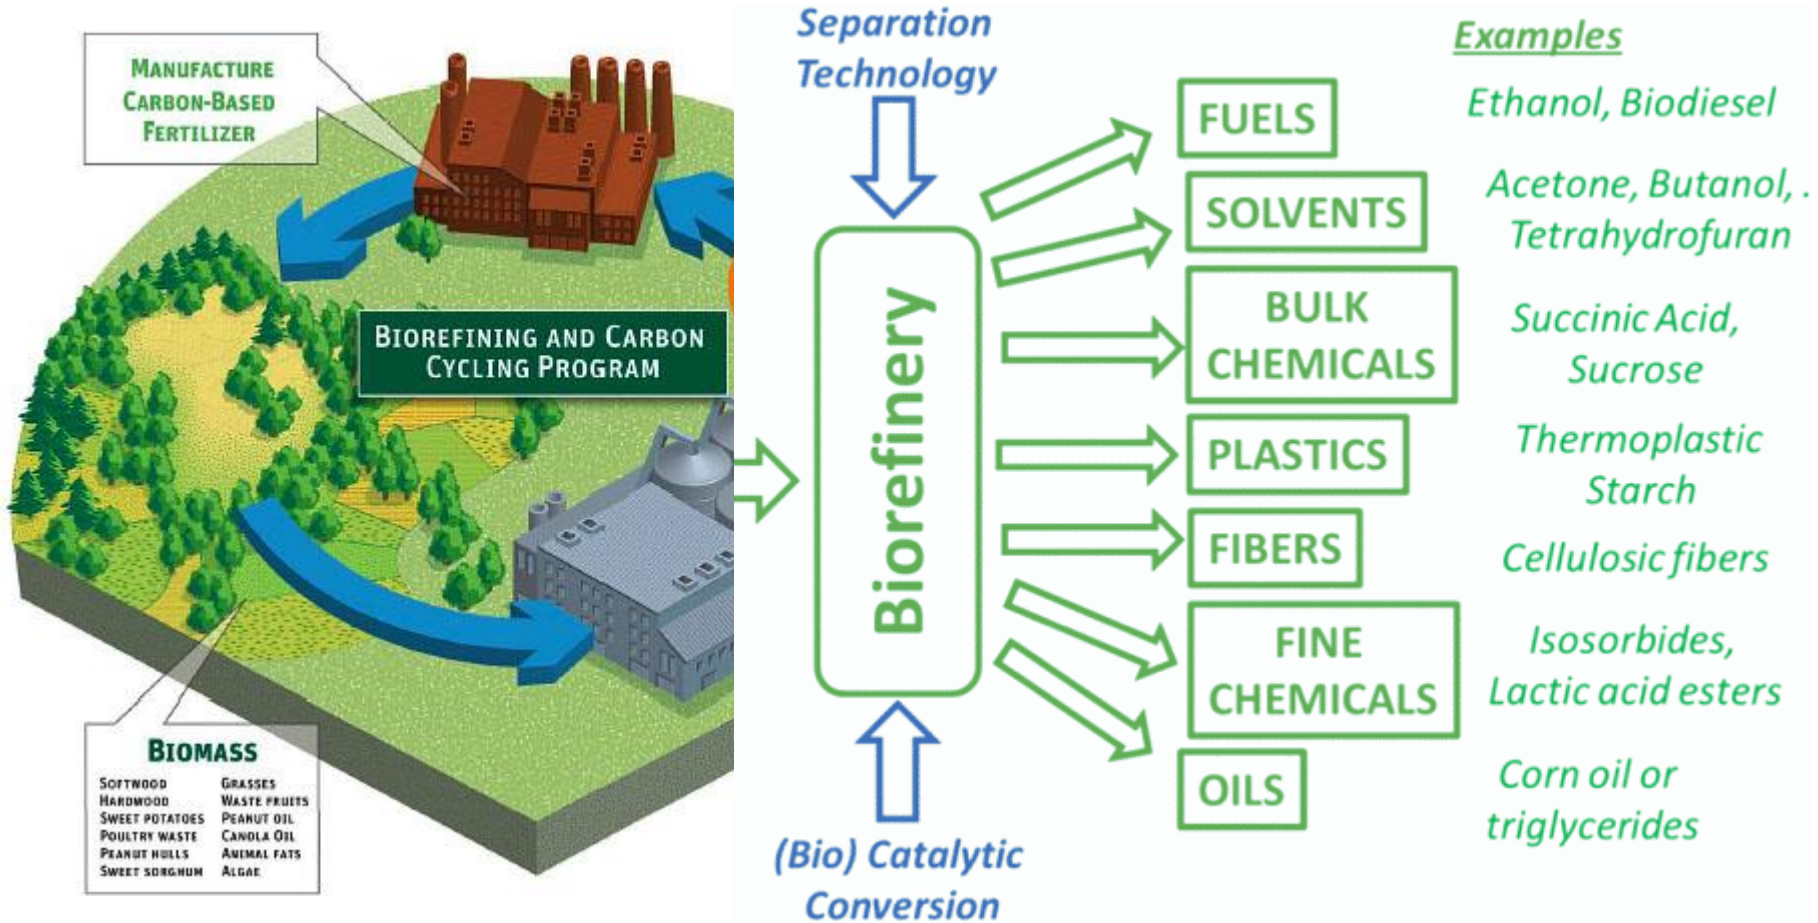 MANUFACTURE
CARBON-BASED
FERTILIZER
BIOREFINING AND CARBON
CYCLING PROGRAM
BIOMASS
SOFTWOOD
HARDWOOD
SWEET POTATOES
POULTRY WASTE
PEANUT HULLS
SWEET SORGHUM
GRASSES
WASTE FRUITS
PEANUT OIL
CANOLA OIL
ANIMAL FATS
ALGAE
Separation
Technology
Biorefinery
(Bio) Catalytic
Conversion
Examples
FUELS
Ethanol, Biodiesel
SOLVENTS
Acetone, Butanol, .
Tetrahydrofuran
BULK
CHEMICALS
Succinic Acid,
Sucrose
PLASTICS
Thermoplastic
Starch
FIBERS
Cellulosic fibers
FINE
CHEMICALS
Isosorbides,
Lactic acid esters
OILS
Corn oil or
triglycerides